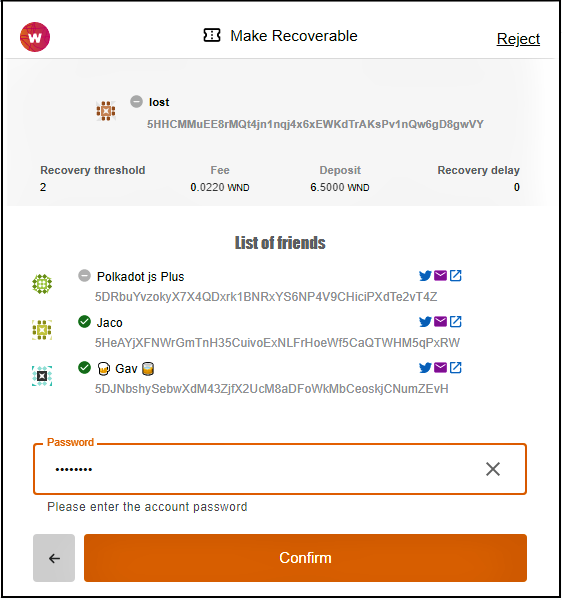 w
Make Recoverable
Reject
lost
5HHCMMuEE8rMQt4jn1nqj4x6xEWKdTrAKsPv1nQw6gD8gwVY
Recovery threshold Fee Deposit Recovery delay
2 0.0220 WND 6.5000 WND 0
List of friends
Polkadot js Plus
5DRbuYvzokyX7X4QDxrk1BNRxYS6NP4V9CHiciPXdTe2vT4Z
Jaco
5HeAYjXFNWrGmTnH35CuivoExNLFrHoeWf5CaQTWHM5qPxRW
🍺 Gav 🥃
5DJNbshySebwXdM43ZjfX2UcM8aDFoWkMbCeoskjCNumZEvH
Password
••••••••
Please enter the account password
Confirm